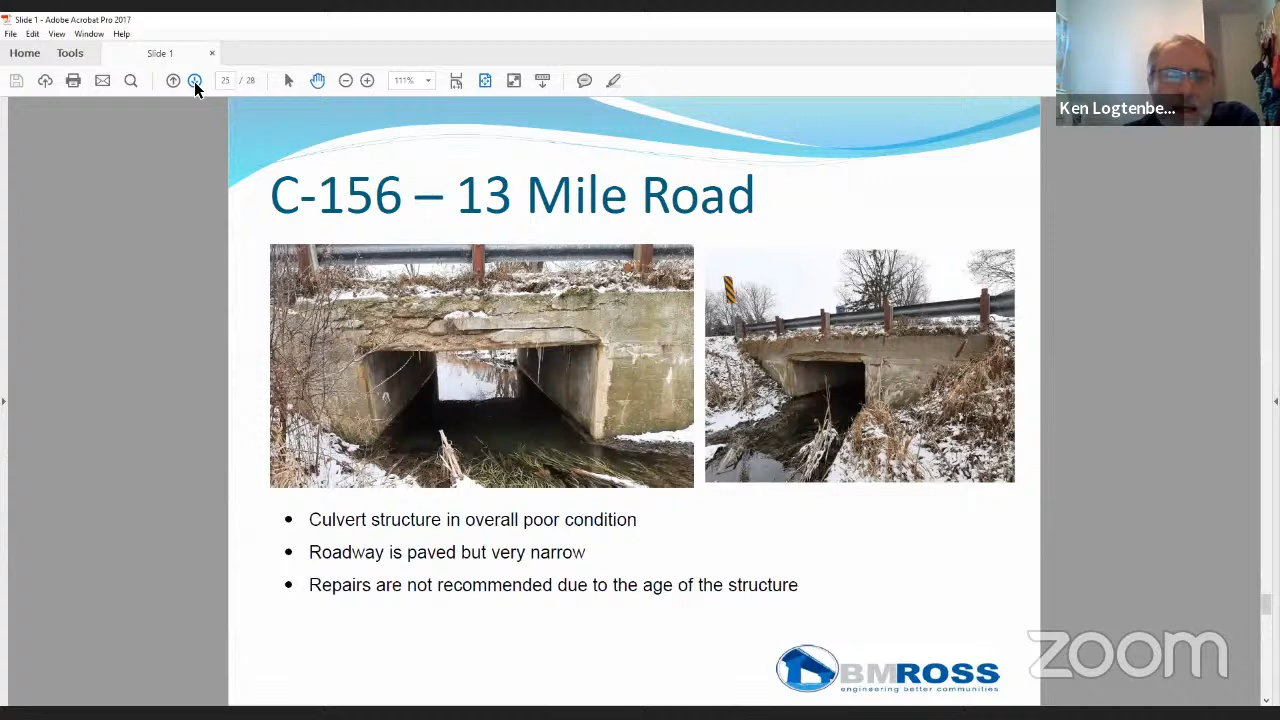 Slide 1 - Adobe Acrobat Pro 2017
File Edit View Window Help
Home Tools Slide 1 ×
25 / 28 111%
Ken Logtenbe...
C-156 – 13 Mile Road
• Culvert structure in overall poor condition
• Roadway is paved but very narrow
• Repairs are not recommended due to the age of the structure
BMROSS
engineering better communities
zoom